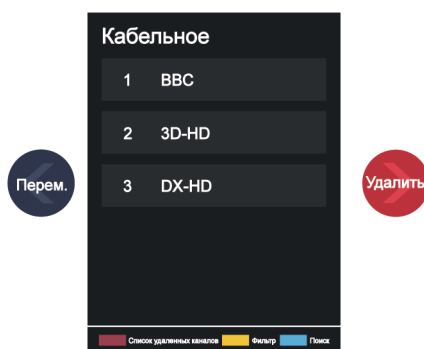 Кабельное
1 BBC
2 3D-HD
Перем.
3 DX-HD
Удалить
Список удаленных каналов Фильтр Поиск